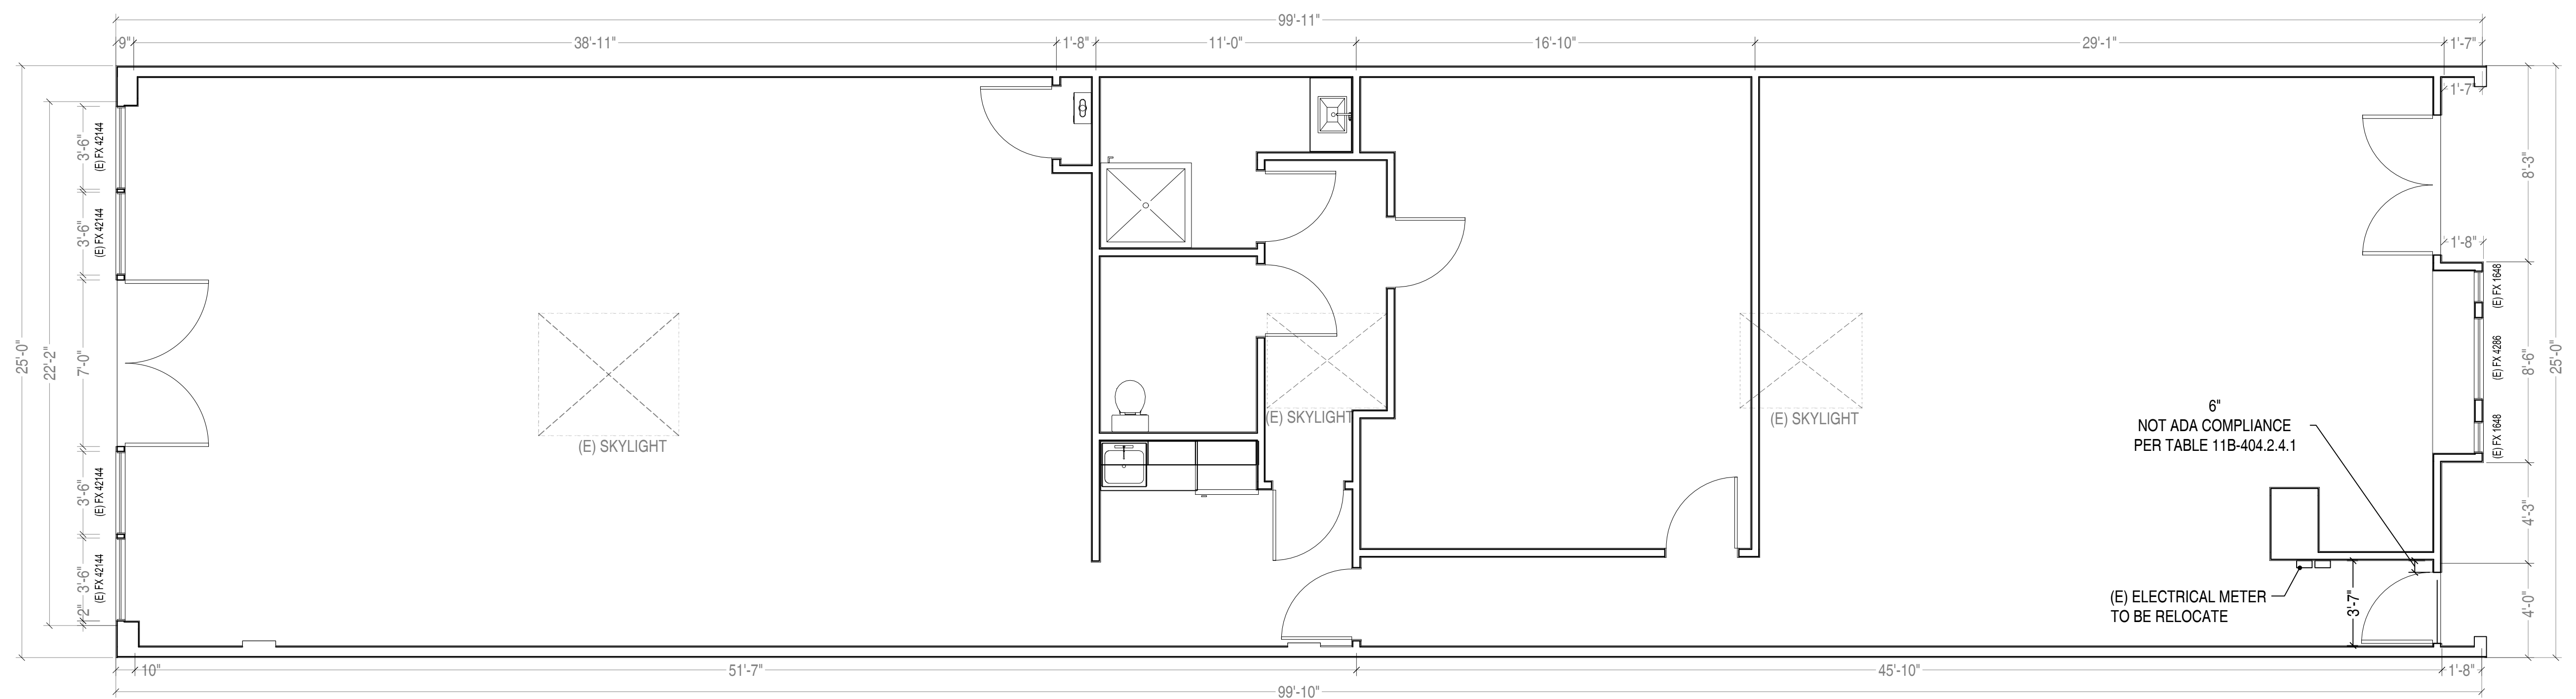 99'-11"
9"
38'-11"
1'-8"
11'-0"
16'-10"
29'-1"
1'-7"
1'-7"
25'-0"
22'-2"
3'-6"
(E) FX 42144
3'-6"
(E) FX 42144
7'-0"
3'-6"
(E) FX 42144
3'-6"
(E) FX 42144
2"
(E) SKYLIGHT
(E) SKYLIGHT
(E) SKYLIGHT
8'-3"
1'-8"
(E) FX 1648
(E) FX 4286
(E) FX 1648
8'-6"
25'-0"
4'-3"
4'-0"
6"
NOT ADA COMPLIANCE
PER TABLE 11B-404.2.4.1
(E) ELECTRICAL METER
TO BE RELOCATE
3'-7"
10"
51'-7"
45'-10"
1'-8"
99'-10"